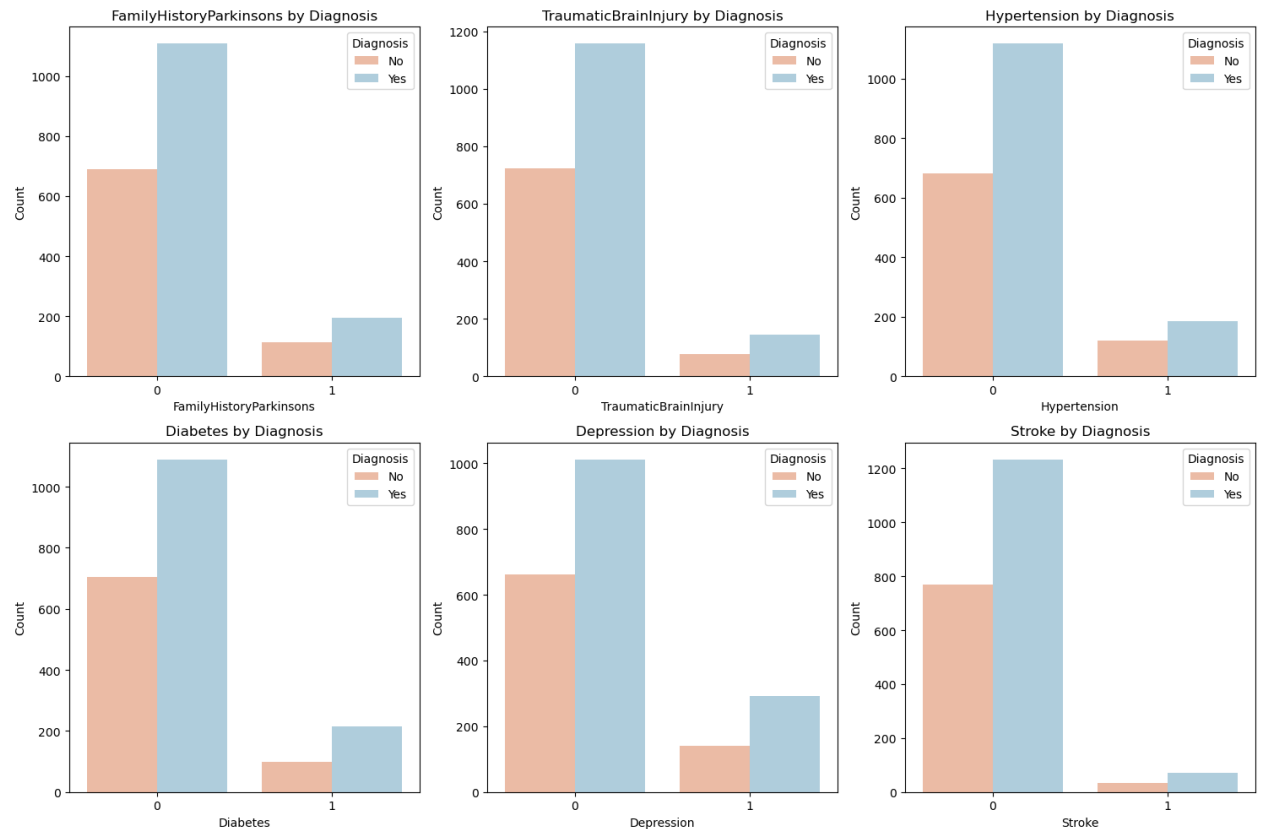 FamilyHistoryParkinsons by Diagnosis
Diagnosis
No
Yes
Count
1000
800
600
400
200
0
0 1
FamilyHistoryParkinsons
TraumaticBrainInjury by Diagnosis
Diagnosis
No
Yes
Count
1200
1000
800
600
400
200
0
0 1
TraumaticBrainInjury
Hypertension by Diagnosis
Diagnosis
No
Yes
Count
1000
800
600
400
200
0
0 1
Hypertension
Diabetes by Diagnosis
Diagnosis
No
Yes
Count
1000
800
600
400
200
0
0 1
Diabetes
Depression by Diagnosis
Diagnosis
No
Yes
Count
1000
800
600
400
200
0
0 1
Depression
Stroke by Diagnosis
Diagnosis
No
Yes
Count
1200
1000
800
600
400
200
0
0 1
Stroke